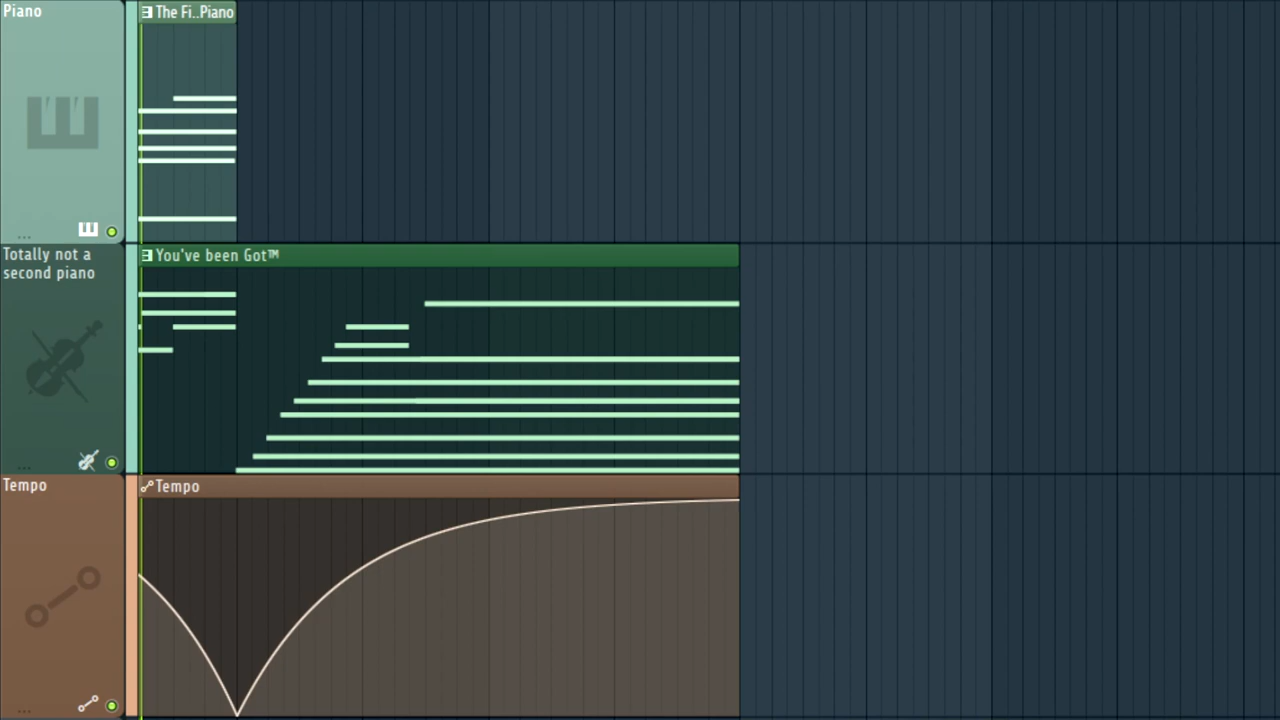 Piano
The Fi..Piano
Totally not a
second piano
You've been Got™
Tempo
Tempo